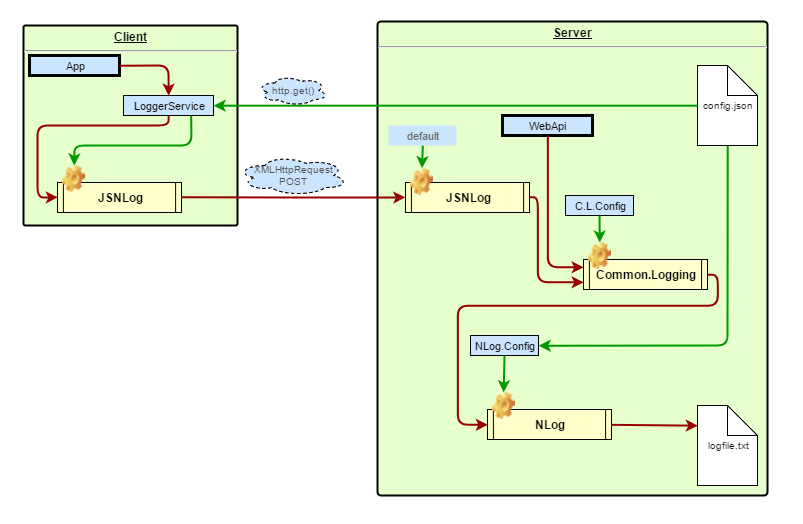 Client
App
LoggerService
JSNLog
http.get()
XMLHttpRequest
POST
Server
config.json
WebApi
default
JSNLog
C.L.Config
Common.Logging
NLog.Config
NLog
logfile.txt